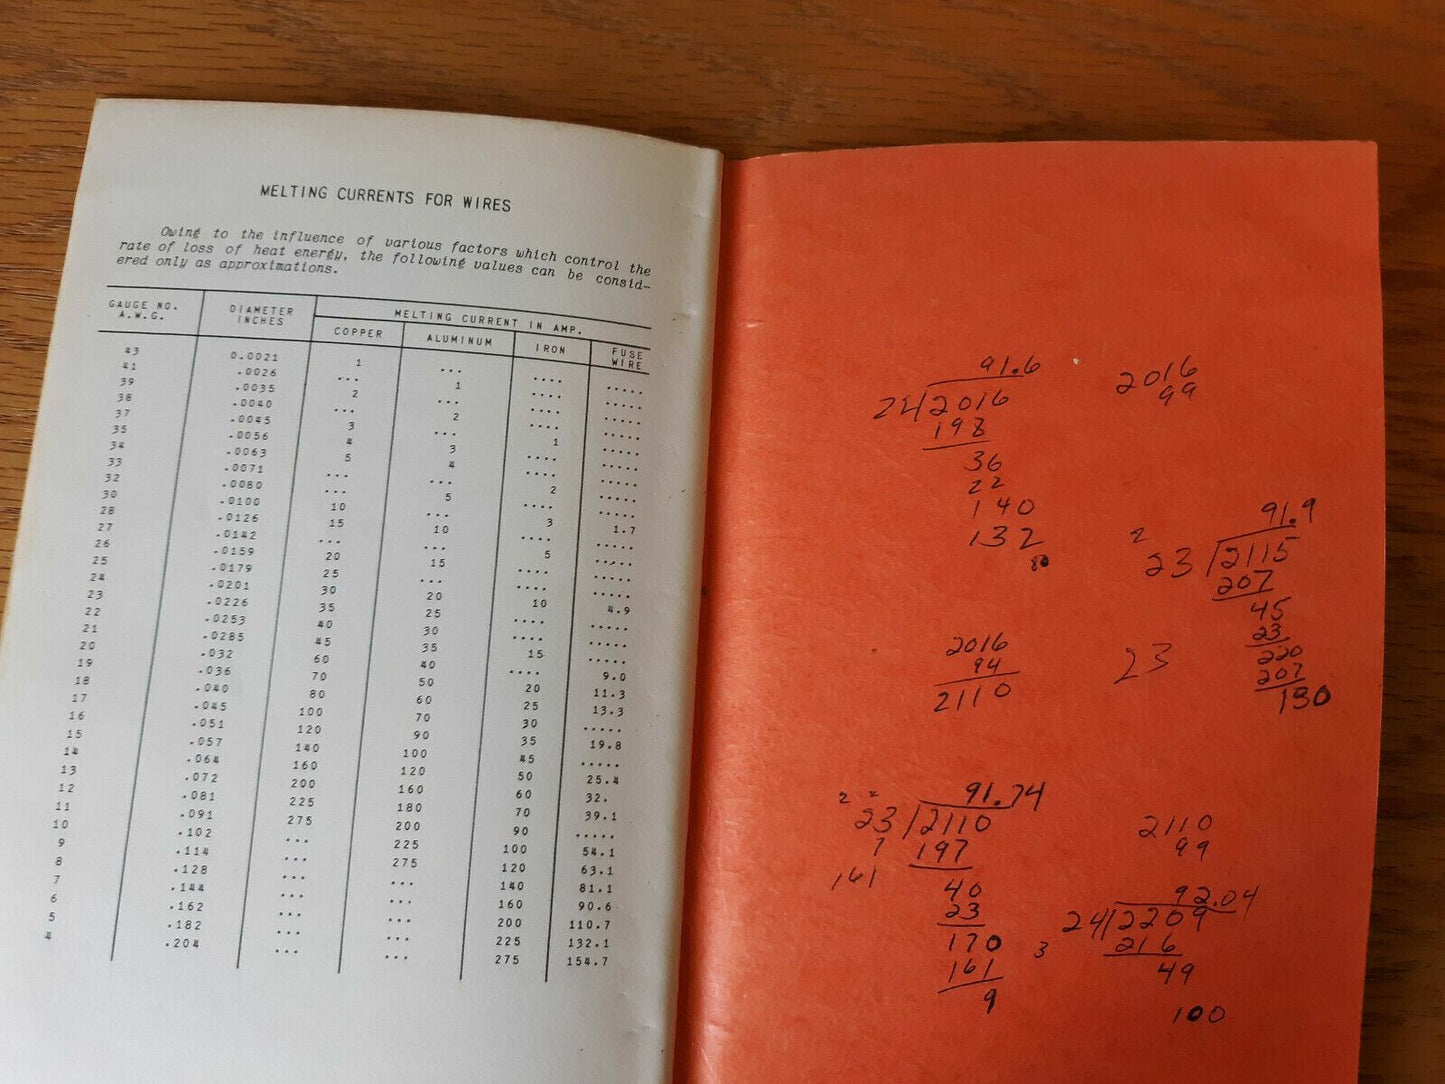 MELTING CURRENTS FOR WIRES
Owing to the influence of various factors which control the
rate of loss of heat energy, the following values can be consid-
ered only as approximations.
GAUGE NO. A.W.G. DIAMETER INCHES MELTING CURRENT IN AMP.
COPPER ALUMINUM IRON FUSE WIRE
43 0.0021 1 ... .... .....
41 .0026 ... 1 .... .....
39 .0035 2 ... .... .....
38 .0040 ... 2 .... .....
37 .0045 3 ... 1 .....
35 .0056 4 3 .... .....
34 .0063 5 4 .... .....
33 .0071 ... ... 2 .....
32 .0080 ... 5 .... .....
30 .0100 10 ... 3 1.7
28 .0126 15 10 .... .....
27 .0142 ... ... 5 .....
26 .0159 20 15 .... .....
25 .0179 25 ... .... .....
24 .0201 30 20 10 4.9
23 .0226 35 25 .... .....
22 .0253 40 30 .... .....
21 .0285 45 35 15 .....
20 .032 60 40 .... 9.0
19 .036 70 50 20 11.3
18 .040 80 60 25 13.3
17 .045 100 70 30 .....
16 .051 120 90 35 19.8
15 .057 140 100 45 .....
14 .064 160 120 50 25.4
13 .072 200 160 60 32.
12 .081 225 180 70 39.1
11 .091 275 200 90 .....
10 .102 ... 225 100 54.1
9 .114 ... 275 120 63.1
8 .128 ... ... 140 81.1
7 .144 ... ... 160 90.6
6 .162 ... ... 200 110.7
5 .182 ... ... 225 132.1
4 .204 ... ... 275 154.7
91.6
2016
198
36
22
140
132
80
2016
99
91.9
2
23 2115
207
45
23
220
207
130
2016
94
2110
23
91.74
2 2
23 2110
7 197
161
40
23
170
161
9
2110
99
92.04
24 2209
3 216
49
100